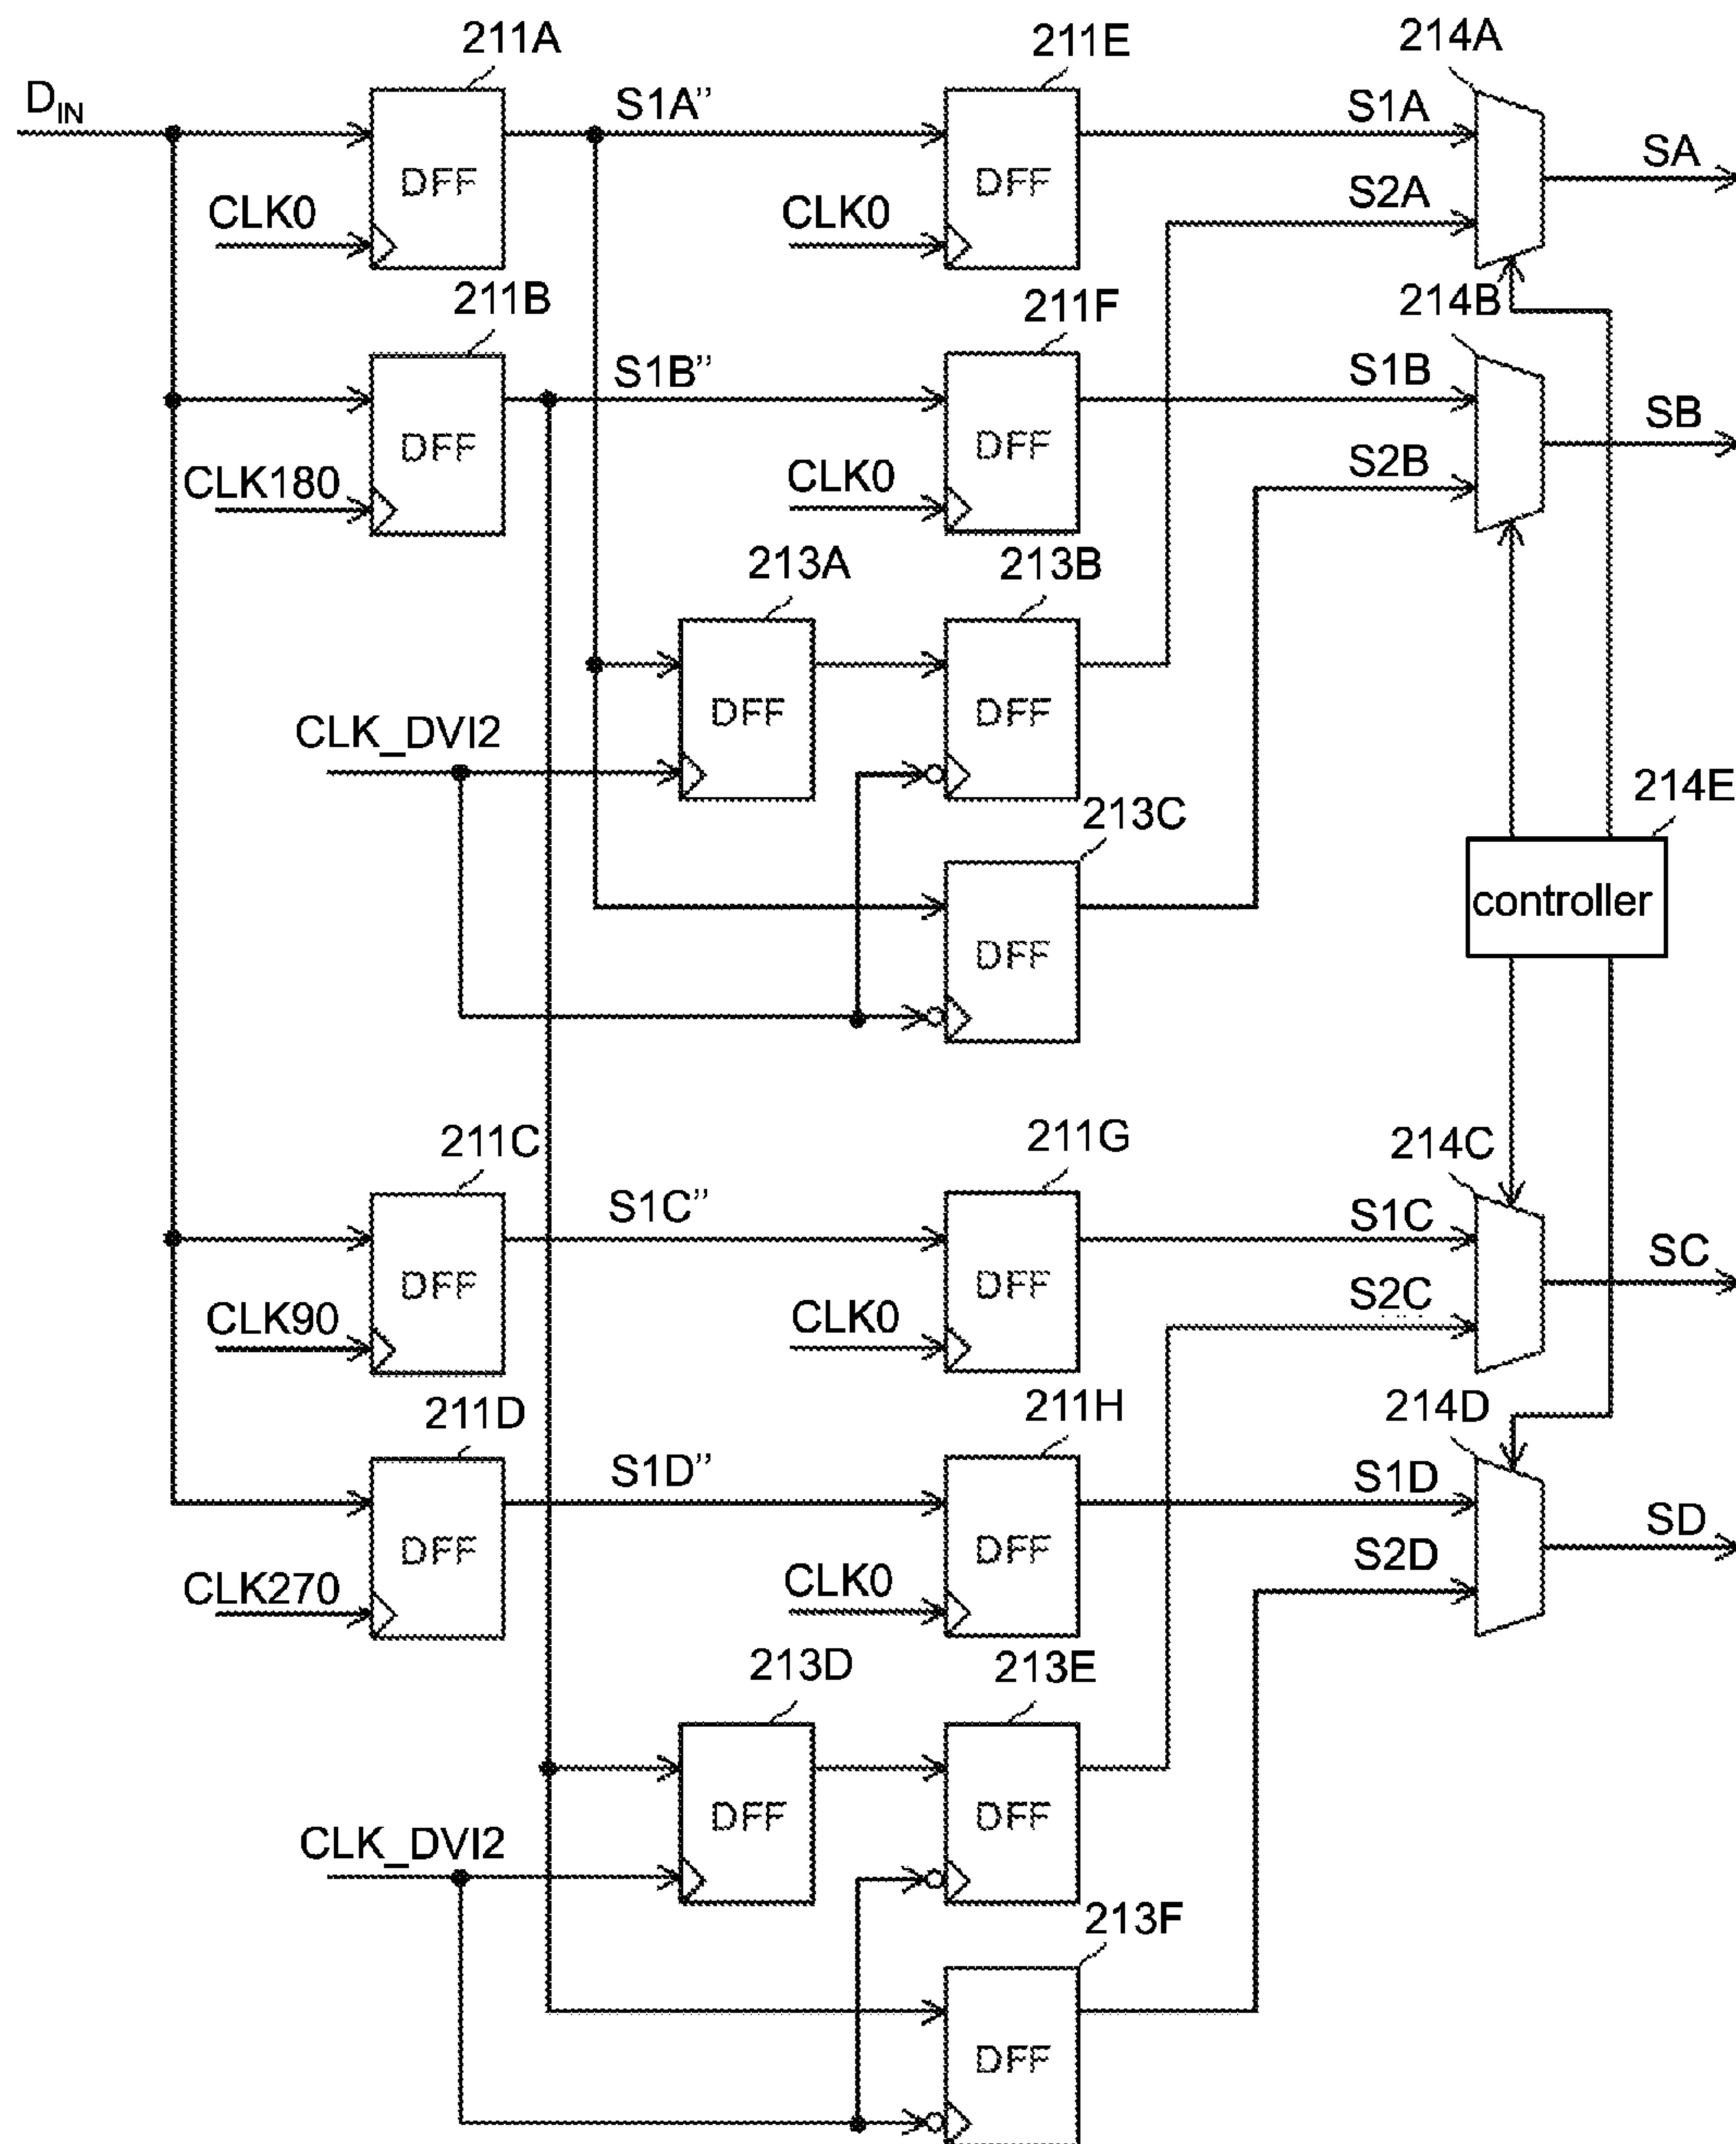 211A
211E
214A
D_IN
S1A”
S1A
SA
DFF
DFF
CLK0
CLK0
S2A
211B
211F
214B
S1B”
S1B
SB
DFF
DFF
CLK180
CLK0
S2B
213A
213B
DFF
DFF
CLK_DVI2
214E
213C
controller
DFF
211C
211G
214C
S1C”
S1C
SC
DFF
DFF
S2C
CLK90
CLK0
211D
211H
214D
S1D”
S1D
SD
DFF
DFF
S2D
CLK270
CLK0
213D
213E
DFF
DFF
CLK_DVI2
213F
DFF